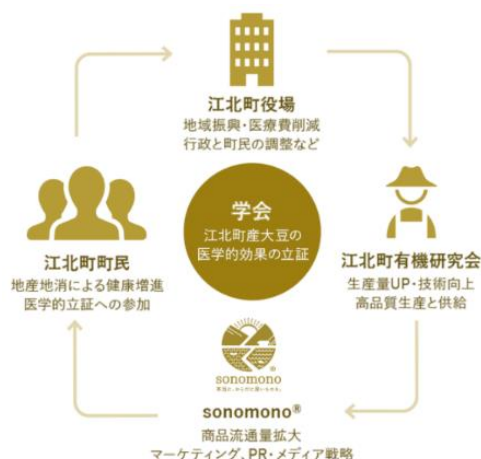 江北町役場
地域振興・医療費削減
行政と町民の調整など
学会
江北町産大豆の
医学的効果の立証
江北町町民
地産地消による健康増進
医学的立証への参加
江北町有機研究会
生産量UP・技術向上
高品質生産と供給
sonomono
sonomono®
商品流通量拡大
マーケティング、PR・メディア戦略